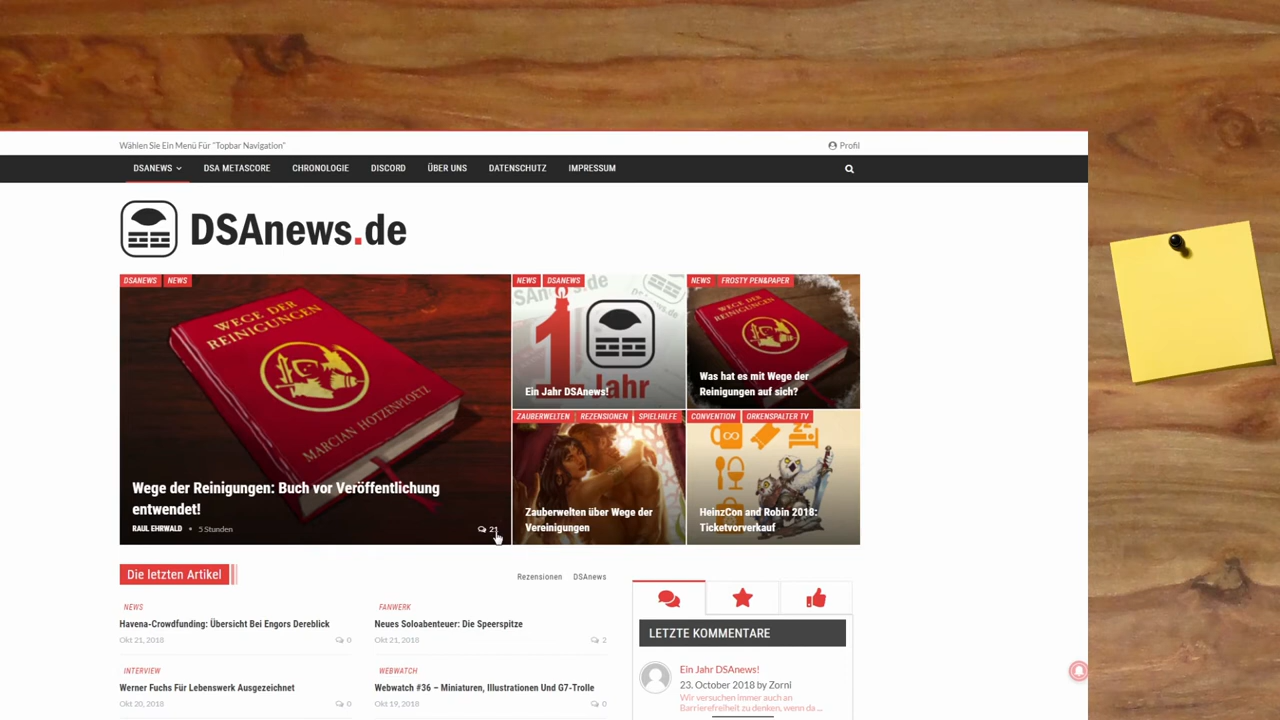 Wählen Sie Ein Menü Für "Topbar Navigation"
Profil
DSANEWS
DSA METASCORE
CHRONOLOGIE
DISCORD
ÜBER UNS
DATENSCHUTZ
IMPRESSUM
DSAnews.de
DSANEWS
NEWS
WEGE DER
REINIGUNGEN
MARCIAN HOTZENPLOETZ
Wege der Reinigungen: Buch vor Veröffentlichung
entwendet!
RAUL EHRWALD
5 Stunden
21
NEWS
DSANEWS
1
Jahr
Ein Jahr DSAnews!
NEWS
FROSTY PEN&PAPER
WEGE DER
REINIGUNGEN
Was hat es mit Wege der
Reinigungen auf sich?
ZAUBERWELTEN
REZENSIONEN
SPIELHILFE
Zauberwelten über Wege der
Vereinigungen
CONVENTION
ORKENSPALTER TV
HeinzCon and Robin 2018:
Ticketvorverkauf
Die letzten Artikel
Rezensionen
DSAnews
NEWS
Havena-Crowdfunding: Übersicht Bei Engors Dereblick
Okt 21, 2018
0
FANWERK
Neues Soloabenteuer: Die Speerspitze
Okt 21, 2018
2
INTERVIEW
Werner Fuchs Für Lebenswerk Ausgezeichnet
Okt 20, 2018
0
WEBWATCH
Webwatch #36 – Miniaturen, Illustrationen Und G7-Trolle
Okt 19, 2018
0
LETZTE KOMMENTARE
Ein Jahr DSAnews!
23. October 2018 by Zorni
Wir versuchen immer auch an
Barrierefreiheit zu denken, wenn da ...